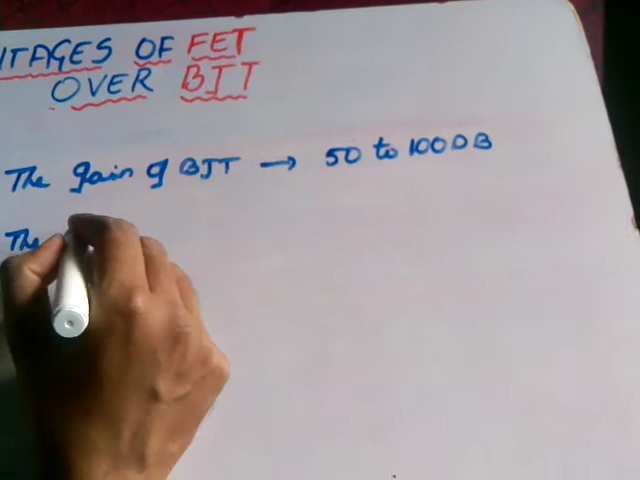 NTAGES OF FET
OVER BJT
The gain of BJT → 50 to 100DB
The